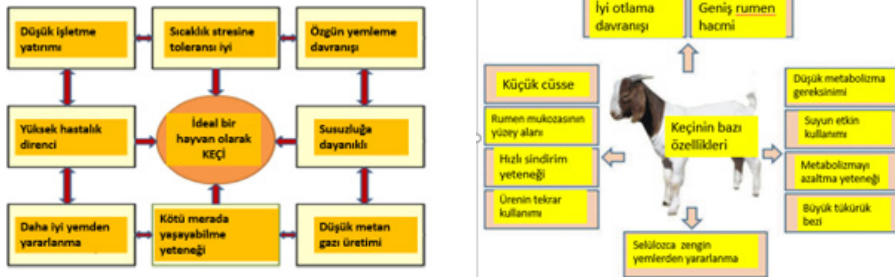 Düşük işletme
yatırımı
Sıcaklık stresine
toleransı iyi
Özgün yemleme
davranışı
Yüksek hastalık
direnci
İdeal bir
hayvan olarak
KEÇİ
Susuzluğa
dayanıklı
Daha iyi yemden
yararlanma
Kötü merada
yaşayabilme
yeteneği
Düşük metan
gazı üretimi
İyi otlama
davranışı
Geniş rumen
hacmi
Küçük cüsse
Rumen mukozasının
yüzey alanı
Hızlı sindirim
yeteneği
Ürenin tekrar
kullanımı
Keçinin bazı
özellikleri
Düşük metabolizma
gereksinimi
Suyun etkin
kullanımı
Metabolizmayı
azaltma yeteneği
Büyük tükürük
bezi
Selülozca zengin
yemlerden yararlanma